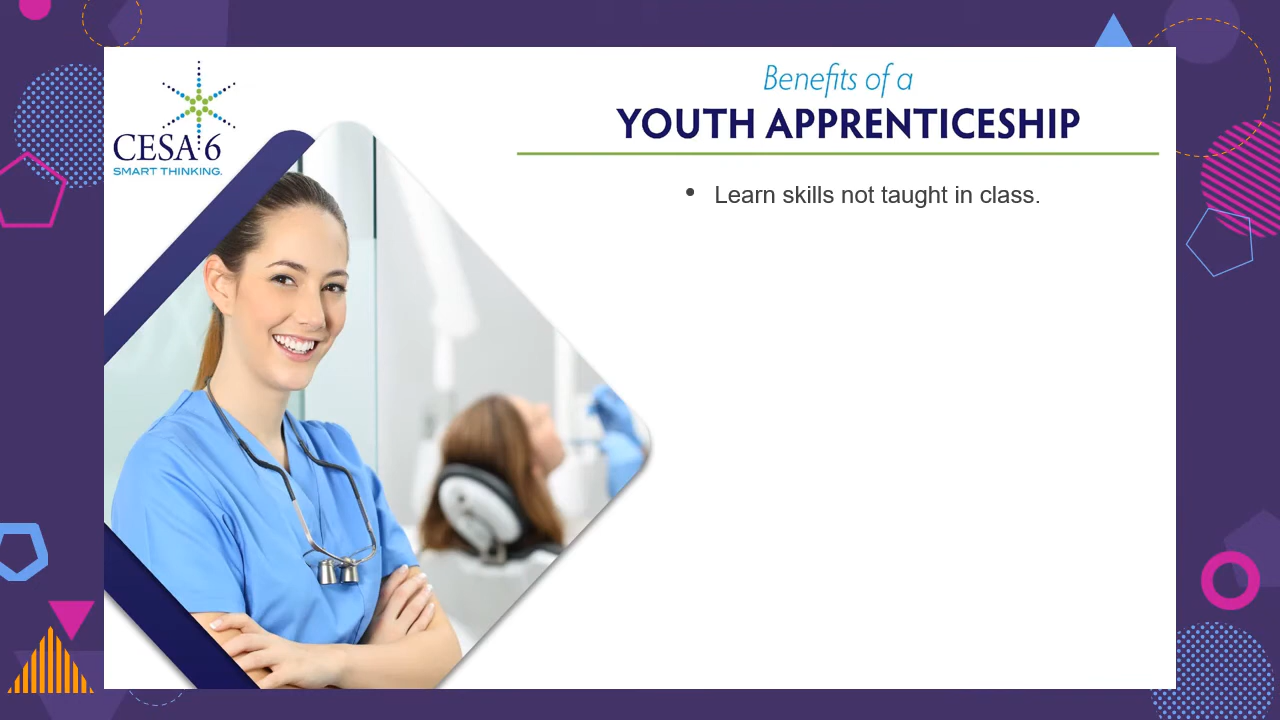 CESA 6
SMART THINKING.
Benefits of a
YOUTH APPRENTICESHIP
• Learn skills not taught in class.